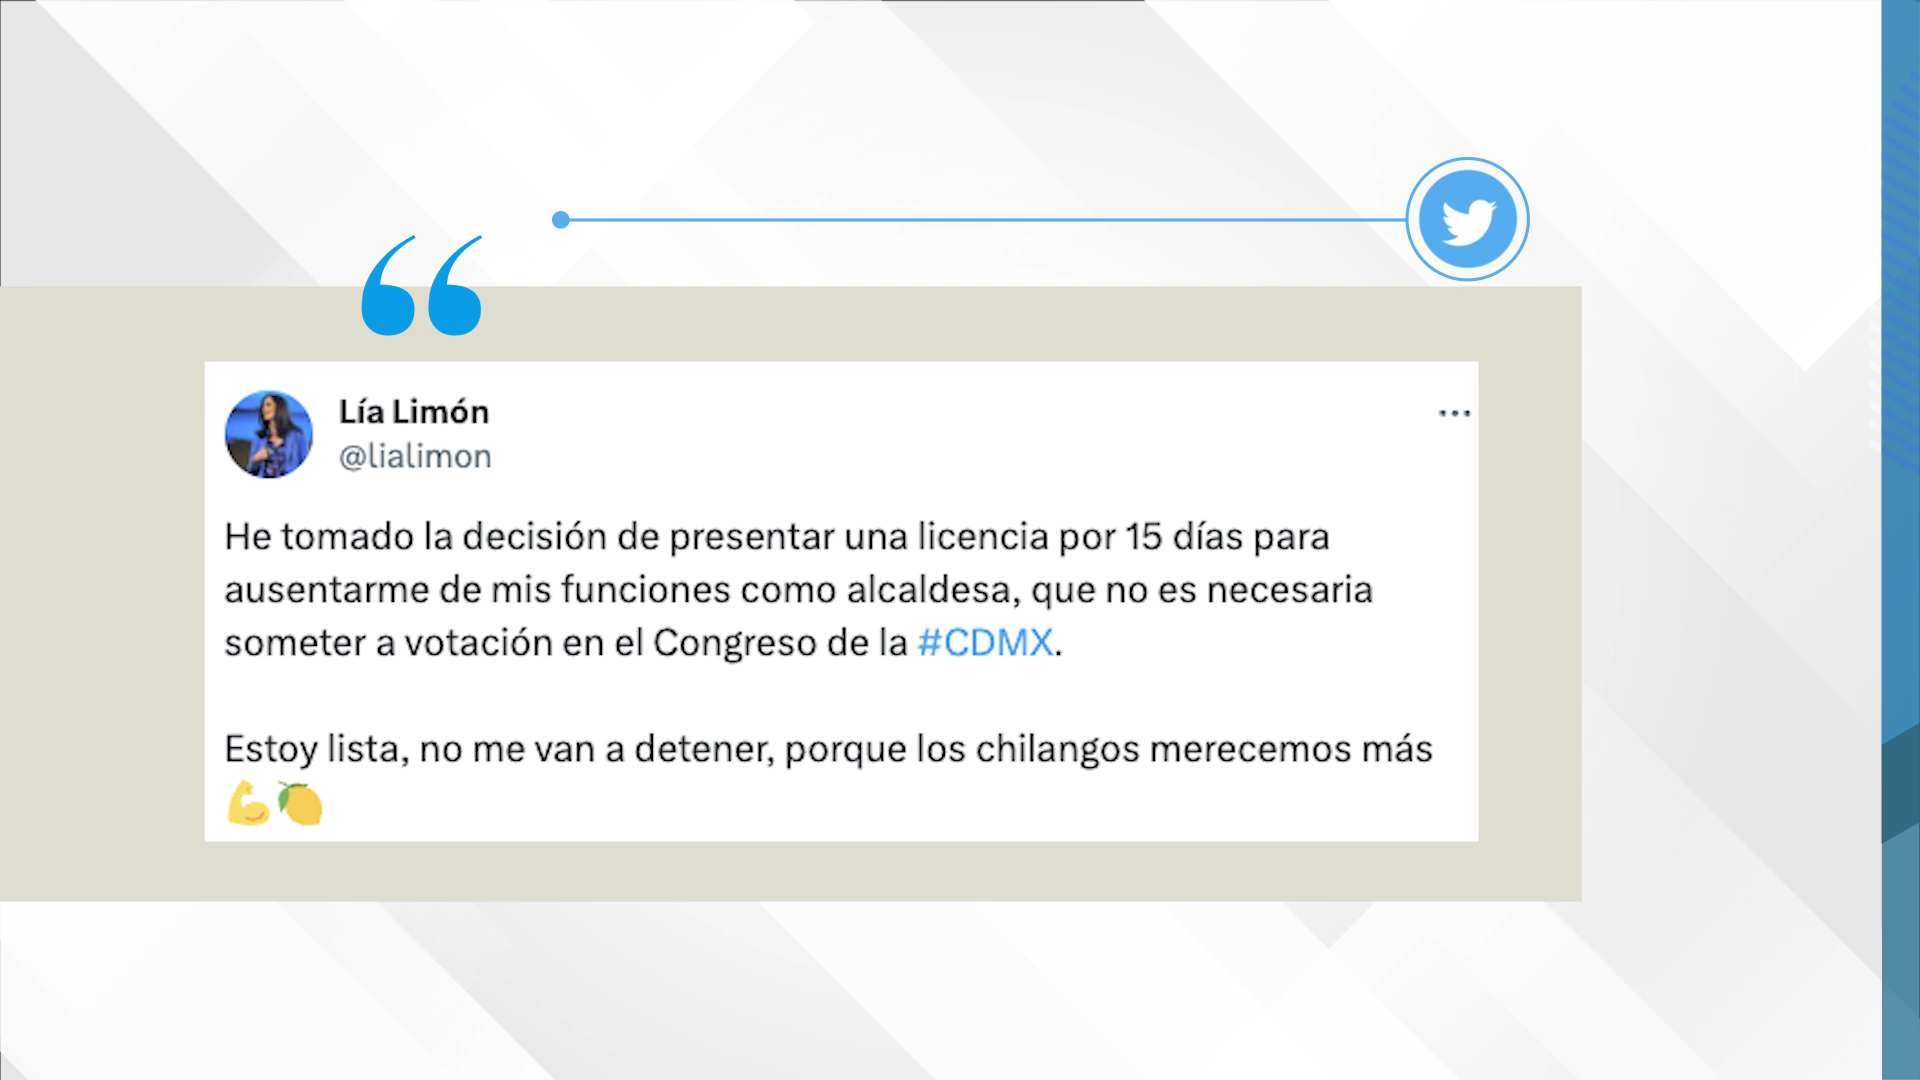 Lía Limón
@lialimon
He tomado la decisión de presentar una licencia por 15 días para
ausentarme de mis funciones como alcaldesa, que no es necesaria
someter a votación en el Congreso de la #CDMX.
Estoy lista, no me van a detener, porque los chilangos merecemos más
💪🍋